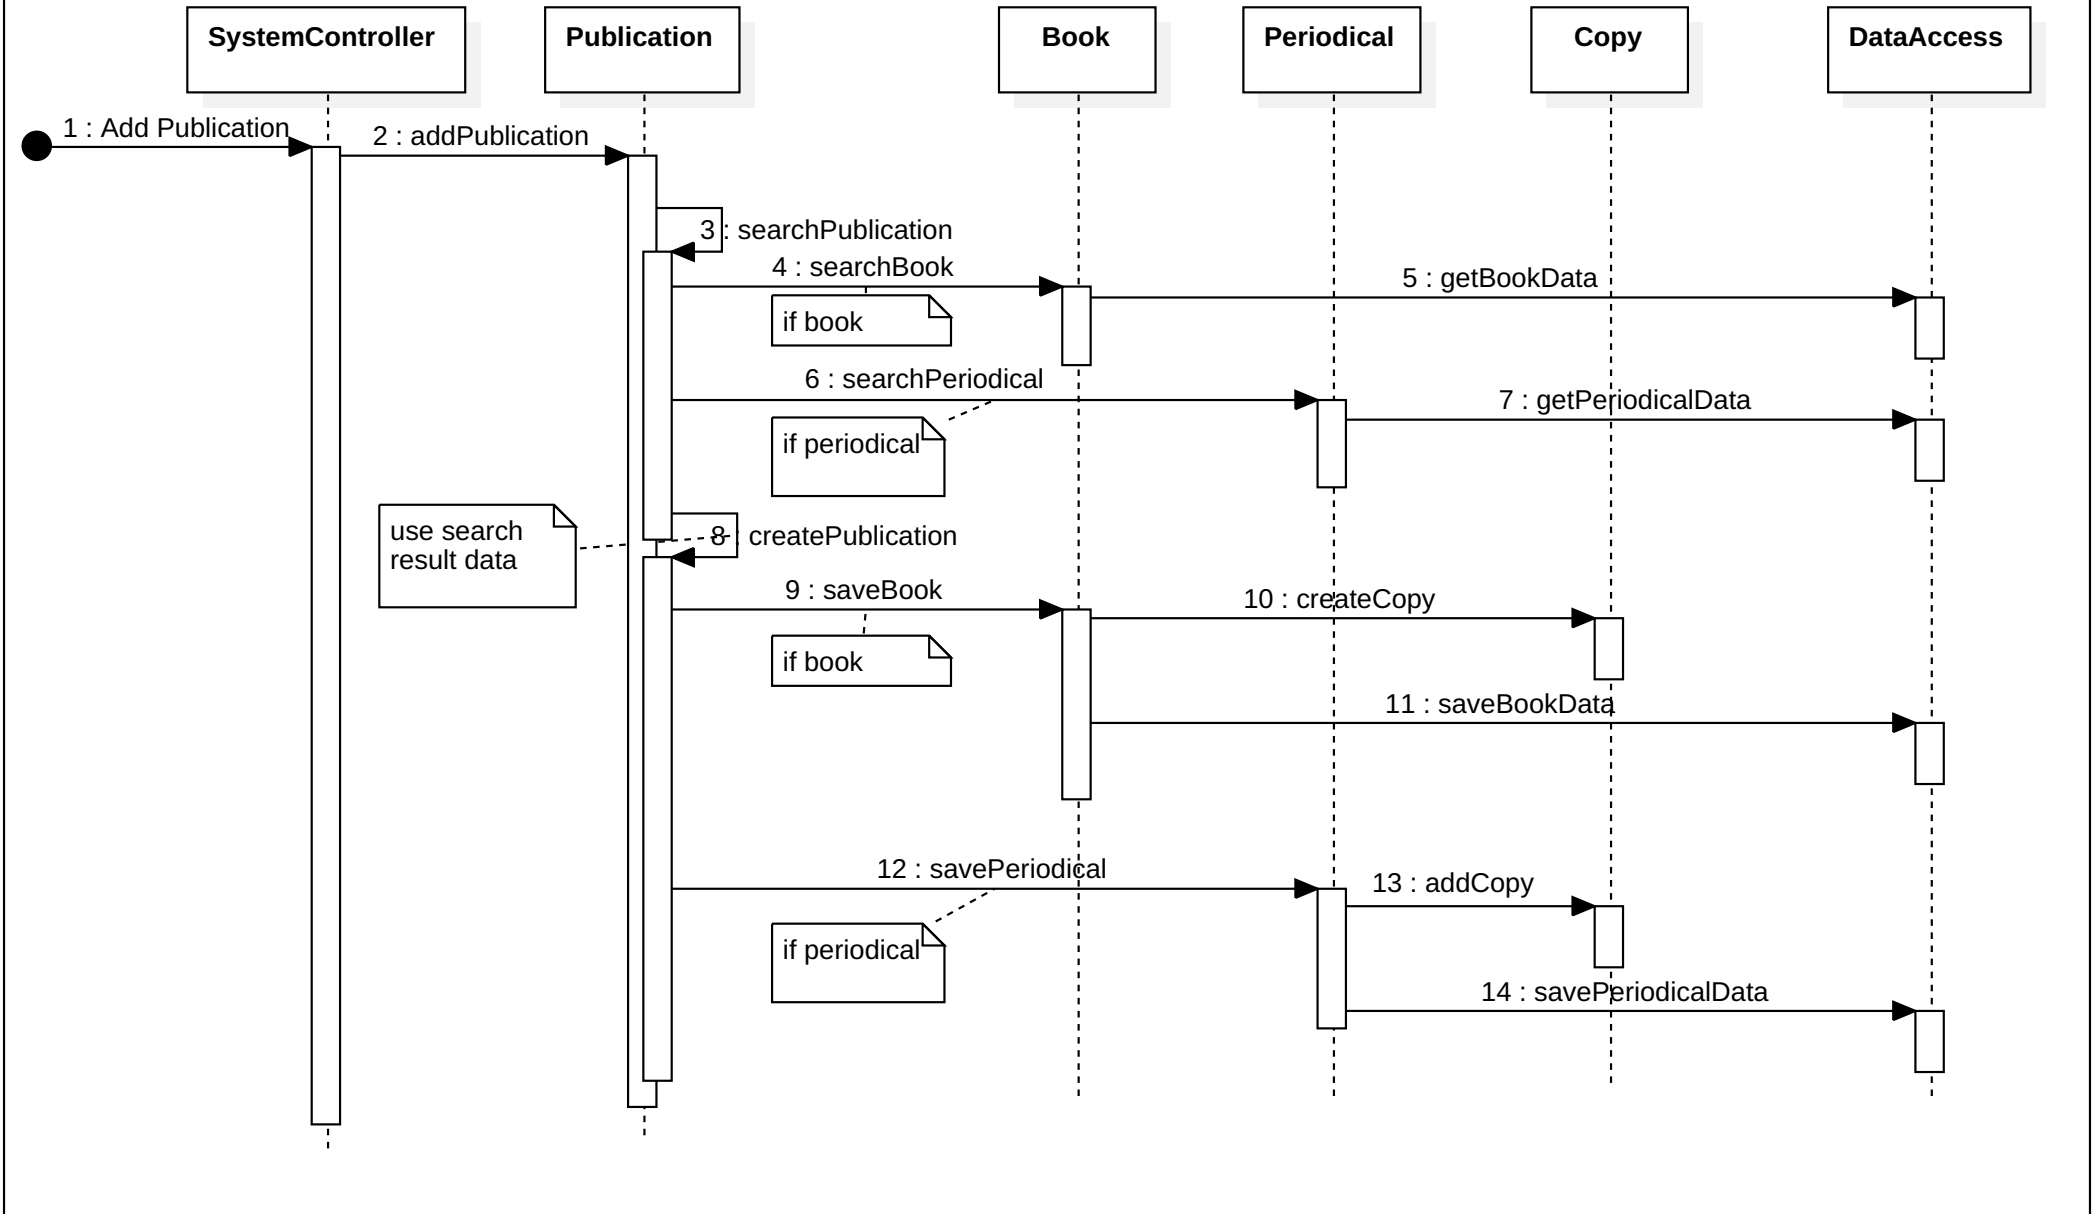 SystemController
Publication
Book
Periodical
Copy
DataAccess
1 : Add Publication
2 : addPublication
3 : searchPublication
4 : searchBook
5 : getBookData
if book
6 : searchPeriodical
7 : getPeriodicalData
if periodical
use search
result data
8 : createPublication
9 : saveBook
10 : createCopy
if book
11 : saveBookData
12 : savePeriodical
13 : addCopy
if periodical
14 : savePeriodicalData